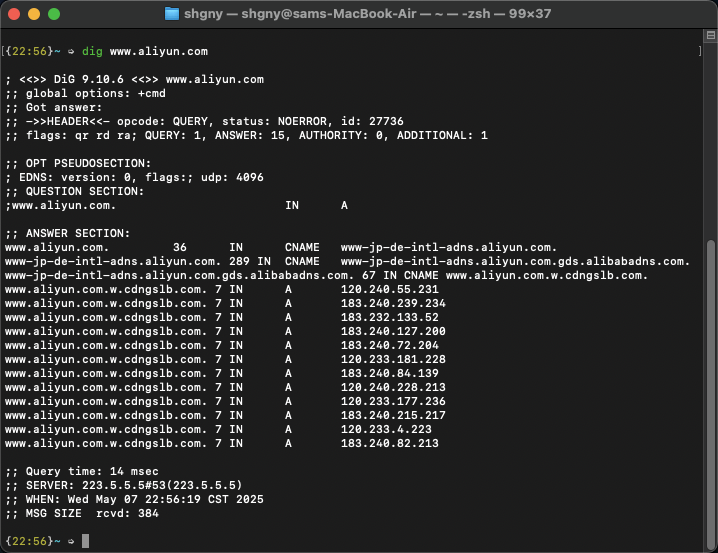 shgny — shgny@sams-MacBook-Air — ~ — -zsh — 99×37
[{22:56}~ ➭ dig www.aliyun.com ]
; <<>> DiG 9.10.6 <<>> www.aliyun.com
;; global options: +cmd
;; Got answer:
;; ->>HEADER<<- opcode: QUERY, status: NOERROR, id: 27736
;; flags: qr rd ra; QUERY: 1, ANSWER: 15, AUTHORITY: 0, ADDITIONAL: 1
;; OPT PSEUDOSECTION:
; EDNS: version: 0, flags:; udp: 4096
;; QUESTION SECTION:
;www.aliyun.com. IN A
;; ANSWER SECTION:
www.aliyun.com. 36 IN CNAME www-jp-de-intl-adns.aliyun.com.
www-jp-de-intl-adns.aliyun.com. 289 IN CNAME www-jp-de-intl-adns.aliyun.com.gds.alibabadns.com.
www-jp-de-intl-adns.aliyun.com.gds.alibabadns.com. 67 IN CNAME www.aliyun.com.w.cdngslb.com.
www.aliyun.com.w.cdngslb.com. 7 IN A 120.240.55.231
www.aliyun.com.w.cdngslb.com. 7 IN A 183.240.239.234
www.aliyun.com.w.cdngslb.com. 7 IN A 183.232.133.52
www.aliyun.com.w.cdngslb.com. 7 IN A 183.240.127.200
www.aliyun.com.w.cdngslb.com. 7 IN A 183.240.72.204
www.aliyun.com.w.cdngslb.com. 7 IN A 120.233.181.228
www.aliyun.com.w.cdngslb.com. 7 IN A 183.240.84.139
www.aliyun.com.w.cdngslb.com. 7 IN A 120.240.228.213
www.aliyun.com.w.cdngslb.com. 7 IN A 120.233.177.236
www.aliyun.com.w.cdngslb.com. 7 IN A 183.240.215.217
www.aliyun.com.w.cdngslb.com. 7 IN A 120.233.4.223
www.aliyun.com.w.cdngslb.com. 7 IN A 183.240.82.213
;; Query time: 14 msec
;; SERVER: 223.5.5.5#53(223.5.5.5)
;; WHEN: Wed May 07 22:56:19 CST 2025
;; MSG SIZE rcvd: 384
{22:56}~ ➭